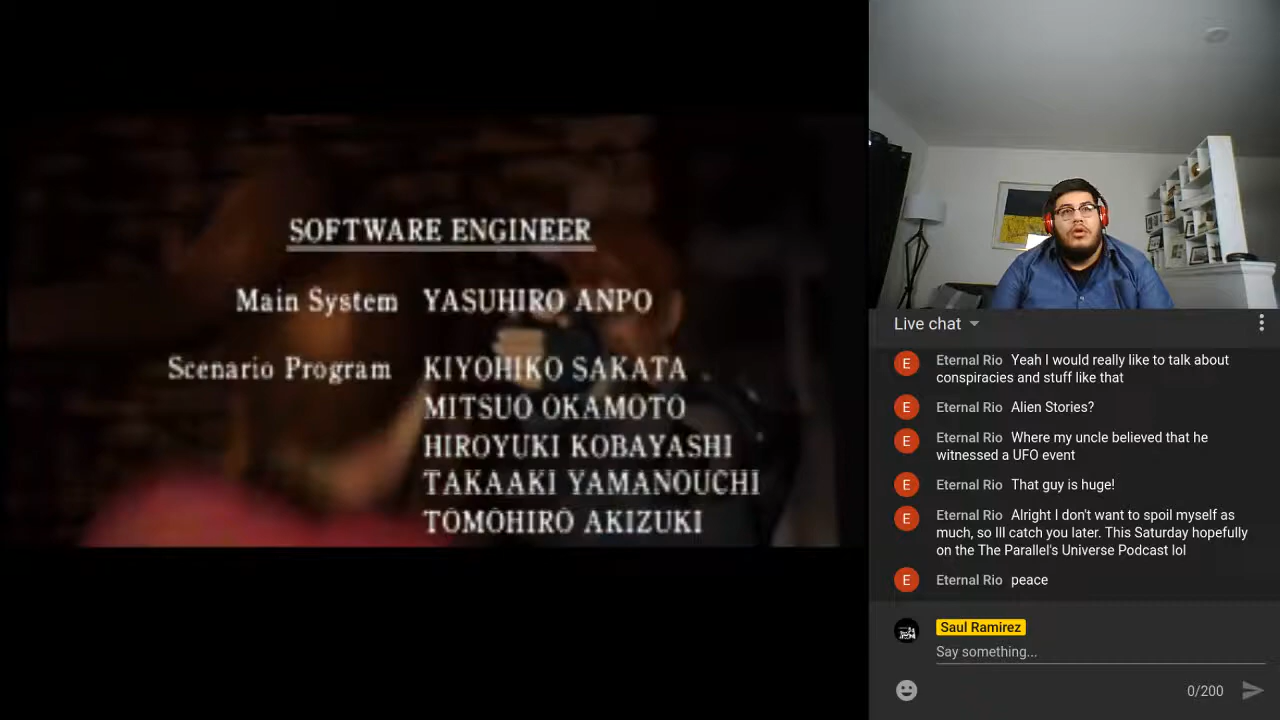 SOFTWARE ENGINEER
Main System YASUHIRO ANPO
Scenario Program KIYOHIKO SAKATA
MITSUO OKAMOTO
HIROYUKI KOBAYASHI
TAKAAKI YAMANOUCHI
TOMOHIRO AKIZUKI
Live chat
E Eternal Rio Yeah I would really like to talk about
conspiracies and stuff like that
E Eternal Rio Alien Stories?
E Eternal Rio Where my uncle believed that he
witnessed a UFO event
E Eternal Rio That guy is huge!
E Eternal Rio Alright I don't want to spoil myself as
much, so Ill catch you later. This Saturday hopefully
on the The Parallel's Universe Podcast lol
E Eternal Rio peace
Saul Ramirez
Say something...
0/200